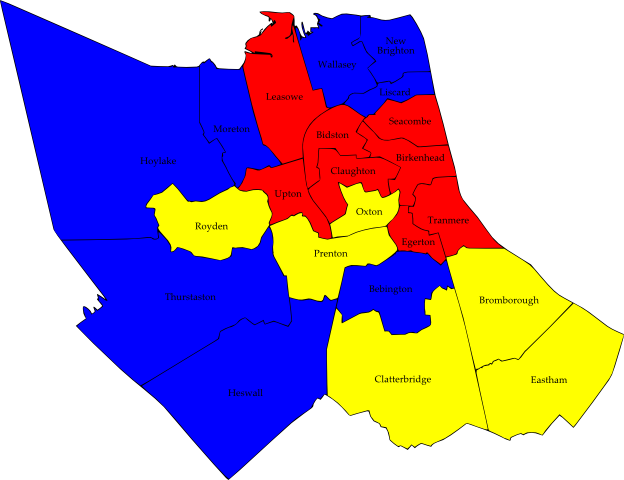 New
Brighton
Wallasey
Liscard
Leasowe
Seacombe
Moreton
Bidston
Birkenhead
Hoylake
Claughton
Upton
Oxton
Royden
Tranmere
Egerton
Prenton
Bebington
Thurstaston
Bromborough
Clatterbridge
Eastham
Heswall